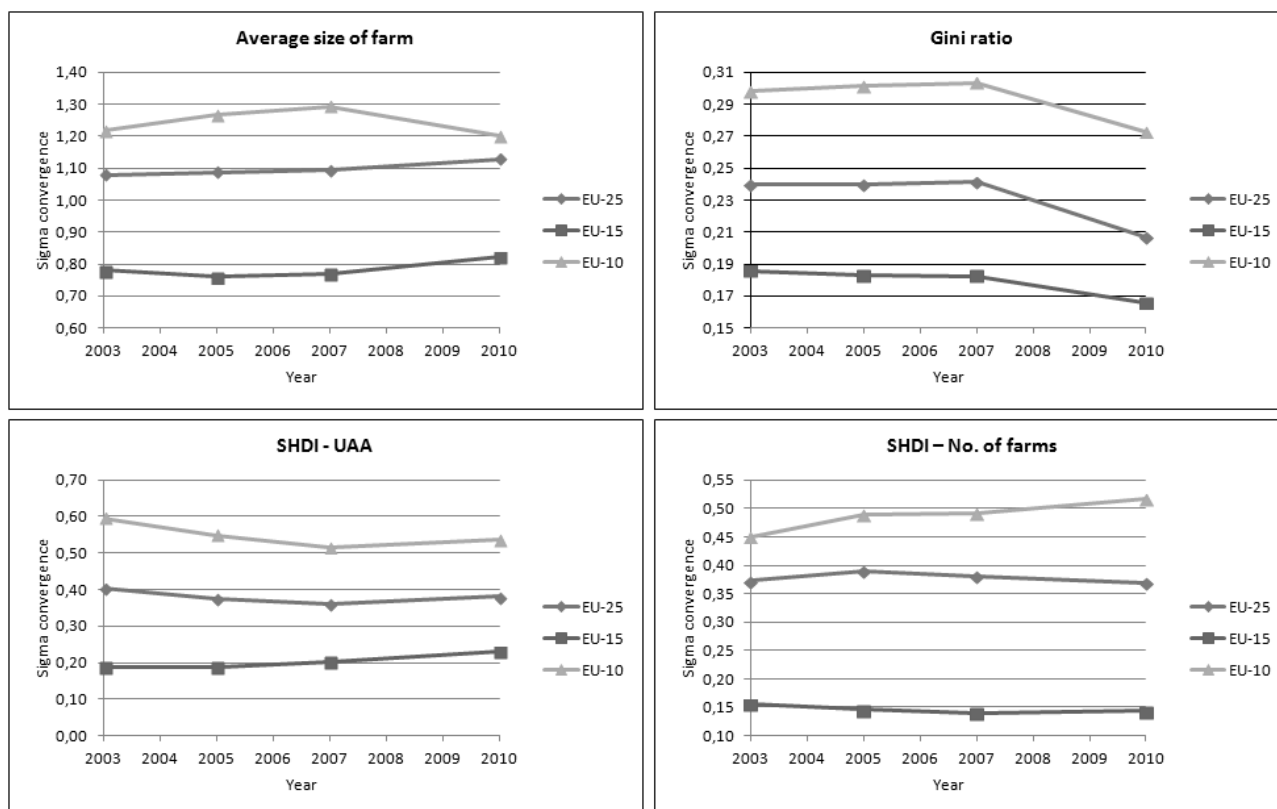 Average size of farm
Sigma convergence
1,40
1,30
1,20
1,10
1,00
0,90
0,80
0,70
0,60
2003 2004 2005 2006 2007 2008 2009 2010
Year
EU-25
EU-15
EU-10
Gini ratio
Sigma convergence
0,31
0,29
0,27
0,25
0,23
0,21
0,19
0,17
0,15
2003 2004 2005 2006 2007 2008 2009 2010
Year
EU-25
EU-15
EU-10
SHDI - UAA
Sigma convergence
0,70
0,60
0,50
0,40
0,30
0,20
0,10
0,00
2003 2004 2005 2006 2007 2008 2009 2010
Year
EU-25
EU-15
EU-10
SHDI – No. of farms
Sigma convergence
0,55
0,50
0,45
0,40
0,35
0,30
0,25
0,20
0,15
0,10
2003 2004 2005 2006 2007 2008 2009 2010
Year
EU-25
EU-15
EU-10